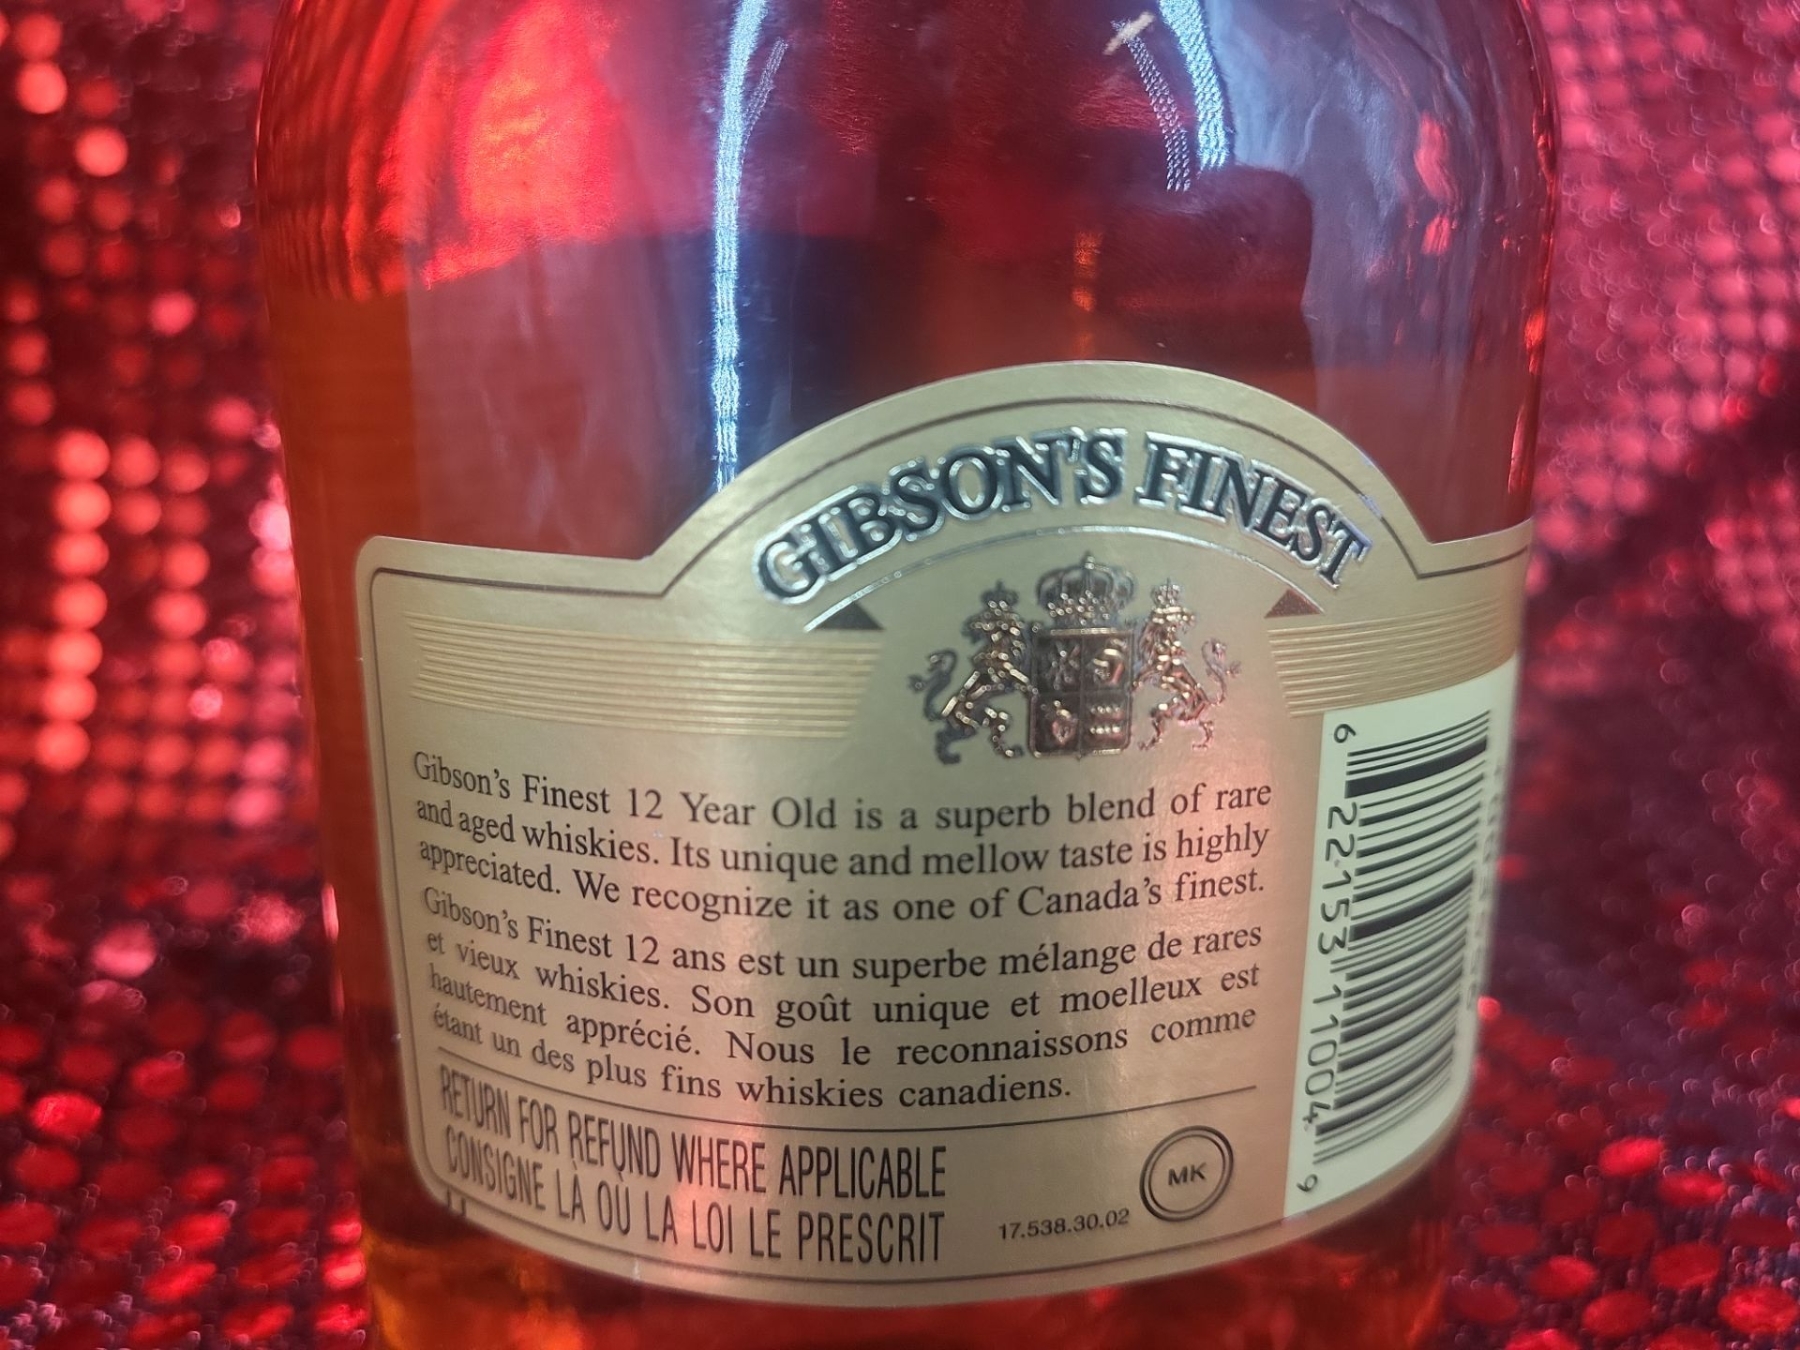 GIBSON'S FINEST
Gibson's Finest 12 Year Old is a superb blend of rare
and aged whiskies. Its unique and mellow taste is highly
appreciated. We recognize it as one of Canada's finest.
Gibson's Finest 12 ans est un superbe mélange de rares
et vieux whiskies. Son goût unique et moelleux est
hautement apprécié. Nous le reconnaissons comme
étant un des plus fins whiskies canadiens.
RETURN FOR REFUND WHERE APPLICABLE
CONSIGNE LÀ OÙ LA LOI LE PRESCRIT
17.538.30.02
MK
6 22153 11004 9